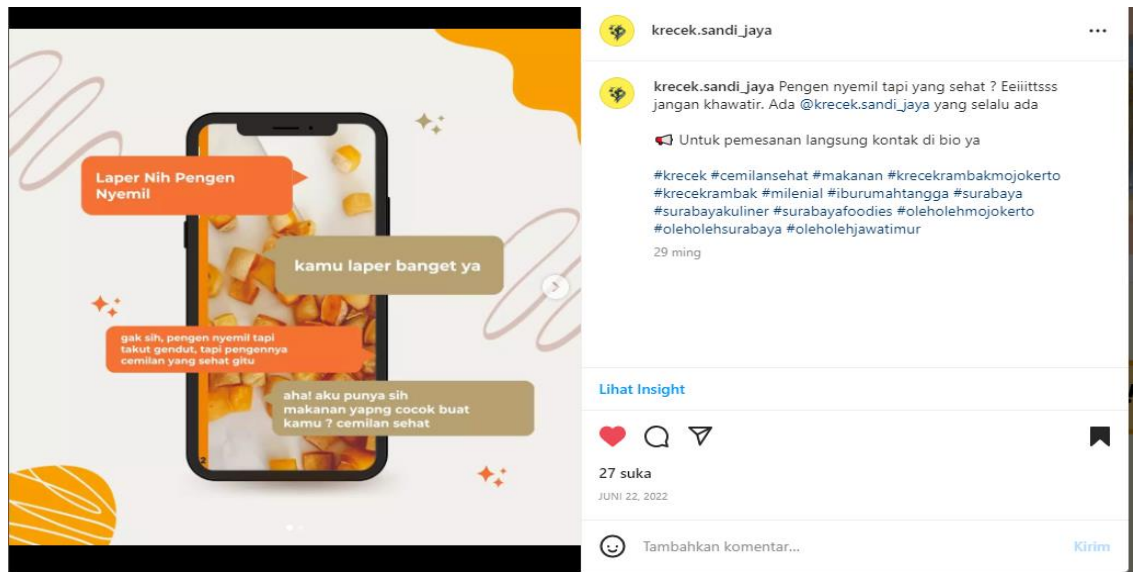 Laper Nih Pengen
Nyemil
kamu laper banget ya
gak sih, pengen nyemil tapi
takut gendut, tapi pengennya
cemilan yang sehat gitu
aha! aku punya sih
makanan yapng cocok buat
kamu ? cemilan sehat
2
krecek.sandi_jaya
krecek.sandi_jaya Pengen nyemil tapi yang sehat ? Eeiiittsss
jangan khawatir. Ada @krecek.sandi_jaya yang selalu ada
Untuk pemesanan langsung kontak di bio ya
#krecek #cemilansehat #makanan #krecekrambakmojokerto
#krecekrambak #milenial #iburumahtangga #surabaya
#surabayakuliner #surabayafoodies #oleholehmojokerto
#oleholehsurabaya #oleholehjawatimur
29 ming
Lihat Insight
27 suka
JUNI 22, 2022
Tambahkan komentar...
Kirim